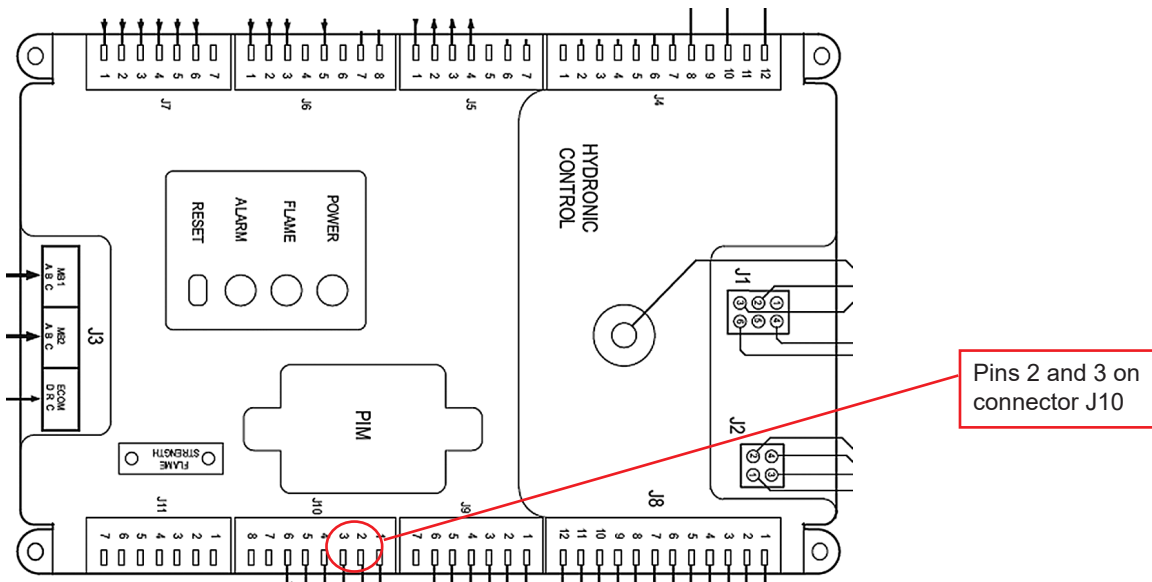 1 2 3 4 5 6 7
1 2 3 4 5 6 7 8
1 2 3 4 5 6 7
1 2 3 4 5 6 7 8 9 10 11 12
J7
J6
J5
J4
HYDRONIC
CONTROL
RESET
ALARM
FLAME
POWER
MB1
A B C
MB2
A B C
ECOM
D R C
J3
J1
3 2 1
6 5 4
Pins 2 and 3 on
connector J10
PIM
J2
2 4
1 3
FLAME
STRENGTH
J11
J10
J9
J8
7 6 5 4 3 2 1
8 7 6 5 4 3 2 1
7 6 5 4 3 2 1
12 11 10 9 8 7 6 5 4 3 2 1